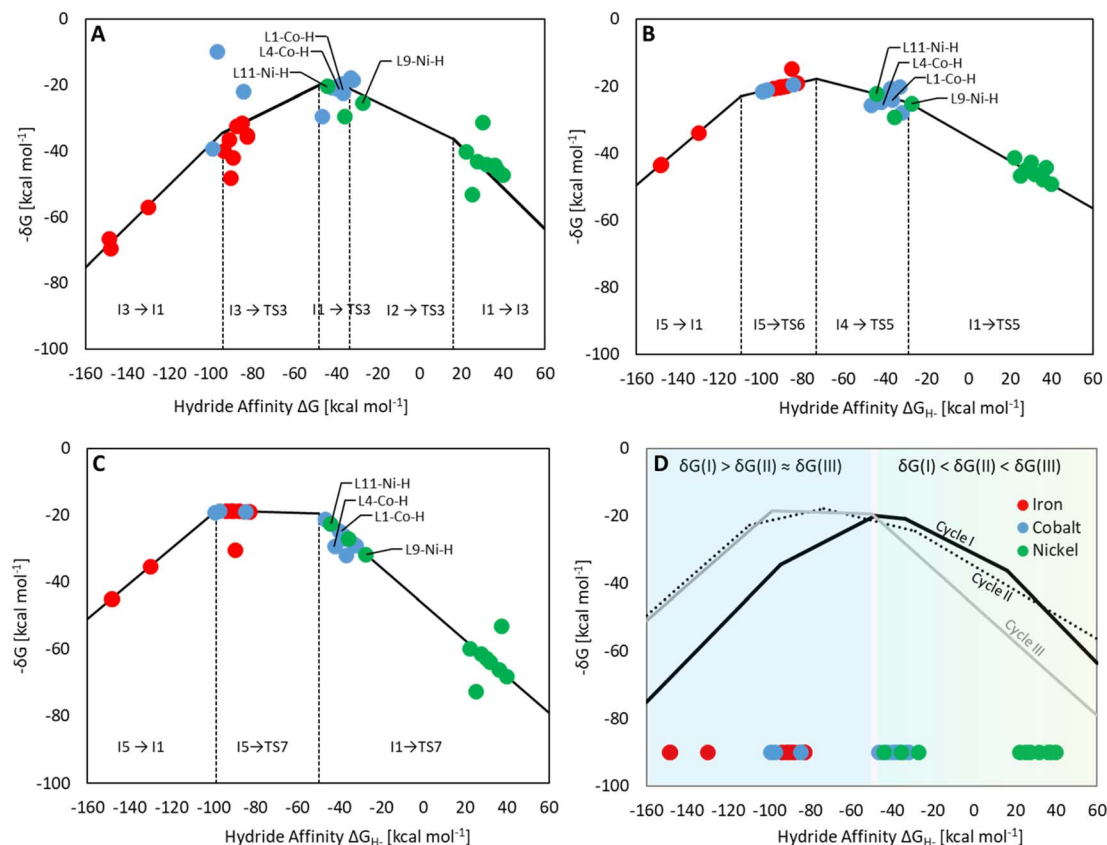 A
0
-20
-40
-60
-80
-100
-δG [kcal mol⁻¹]
L1-Co-H
L4-Co-H
L11-Ni-H
L9-Ni-H
I3 → I1
I3 → TS3
I1 → TS3
I2 → TS3
I1 → I3
-160 -140 -120 -100 -80 -60 -40 -20 0 20 40 60
Hydride Affinity ΔG [kcal mol⁻¹]
B
0
-20
-40
-60
-80
-100
-δG [kcal mol⁻¹]
L11-Ni-H
L4-Co-H
L1-Co-H
L9-Ni-H
I5 → I1
I5→TS6
I4 → TS5
I1→TS5
-160 -140 -120 -100 -80 -60 -40 -20 0 20 40 60
Hydride Affinity ΔG_H- [kcal mol⁻¹]
C
0
-20
-40
-60
-80
-100
-δG [kcal mol⁻¹]
L11-Ni-H
L4-Co-H
L1-Co-H
L9-Ni-H
I5 → I1
I5→TS7
I1→TS7
-160 -140 -120 -100 -80 -60 -40 -20 0 20 40 60
Hydride Affinity ΔG_H- [kcal mol⁻¹]
D
0
-20
-40
-60
-80
-100
-δG [kcal mol⁻¹]
δG(I) > δG(II) ≈ δG(III)
δG(I) < δG(II) < δG(III)
Iron
Cobalt
Nickel
Cycle I
Cycle II
Cycle III
-160 -140 -120 -100 -80 -60 -40 -20 0 20 40 60
Hydride Affinity ΔG_H- [kcal mol⁻¹]